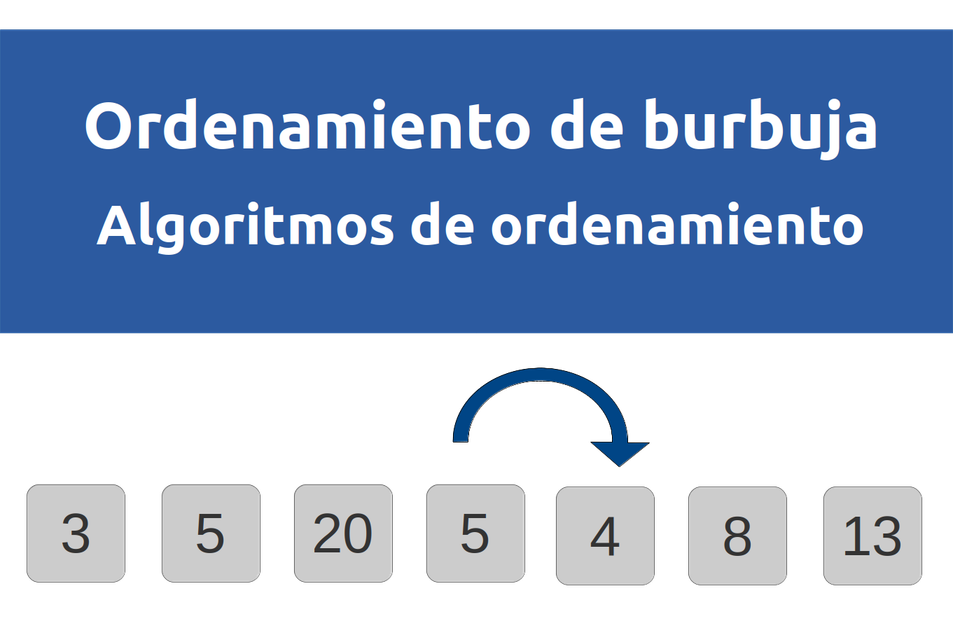 Ordenamiento de burbuja
Algoritmos de ordenamiento
3 5 20 5 4 8 13